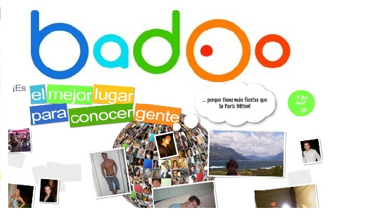 badoo
¡Es
el mejor lugar
para conocer gente
... porque tiene más fiestas que
la Paris Hilton!